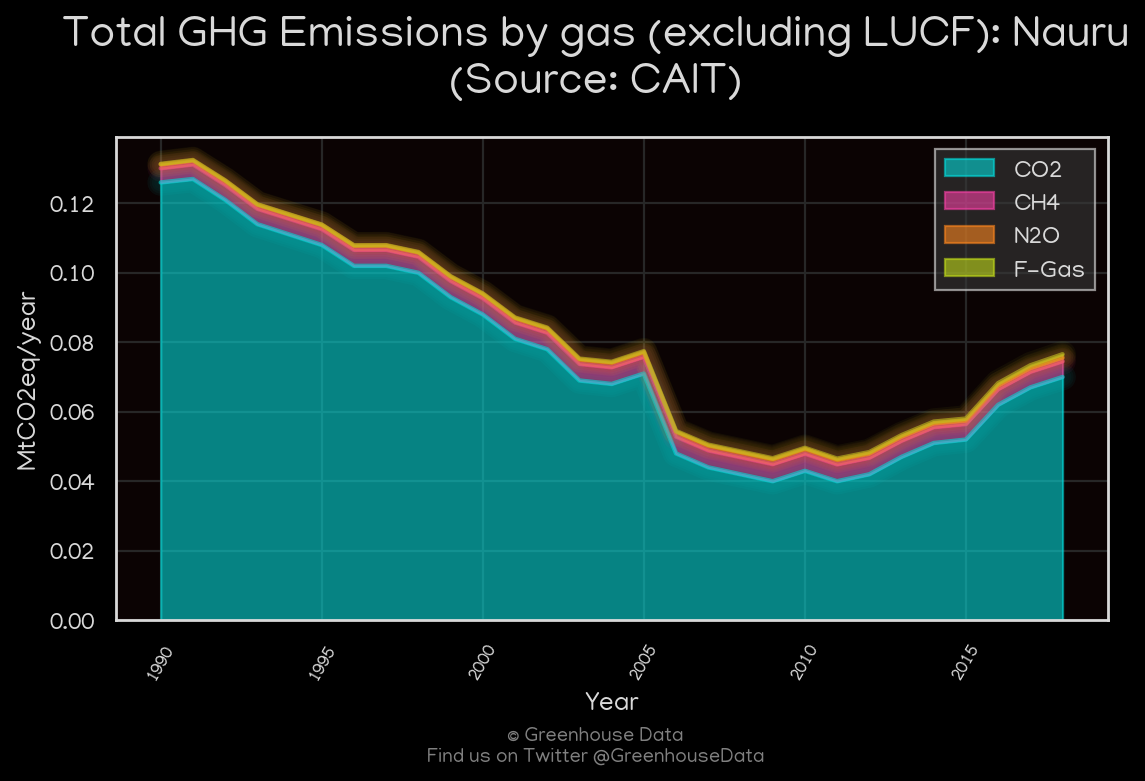 Total GHG Emissions by gas (excluding LUCF): Nauru
(Source: CAIT)
CO2
CH4
N2O
F-Gas
0.12
0.10
0.08
0.06
0.04
0.02
0.00
MtCO2eq/year
1990
1995
2000
2005
2010
2015
Year
© Greenhouse Data
Find us on Twitter @GreenhouseData